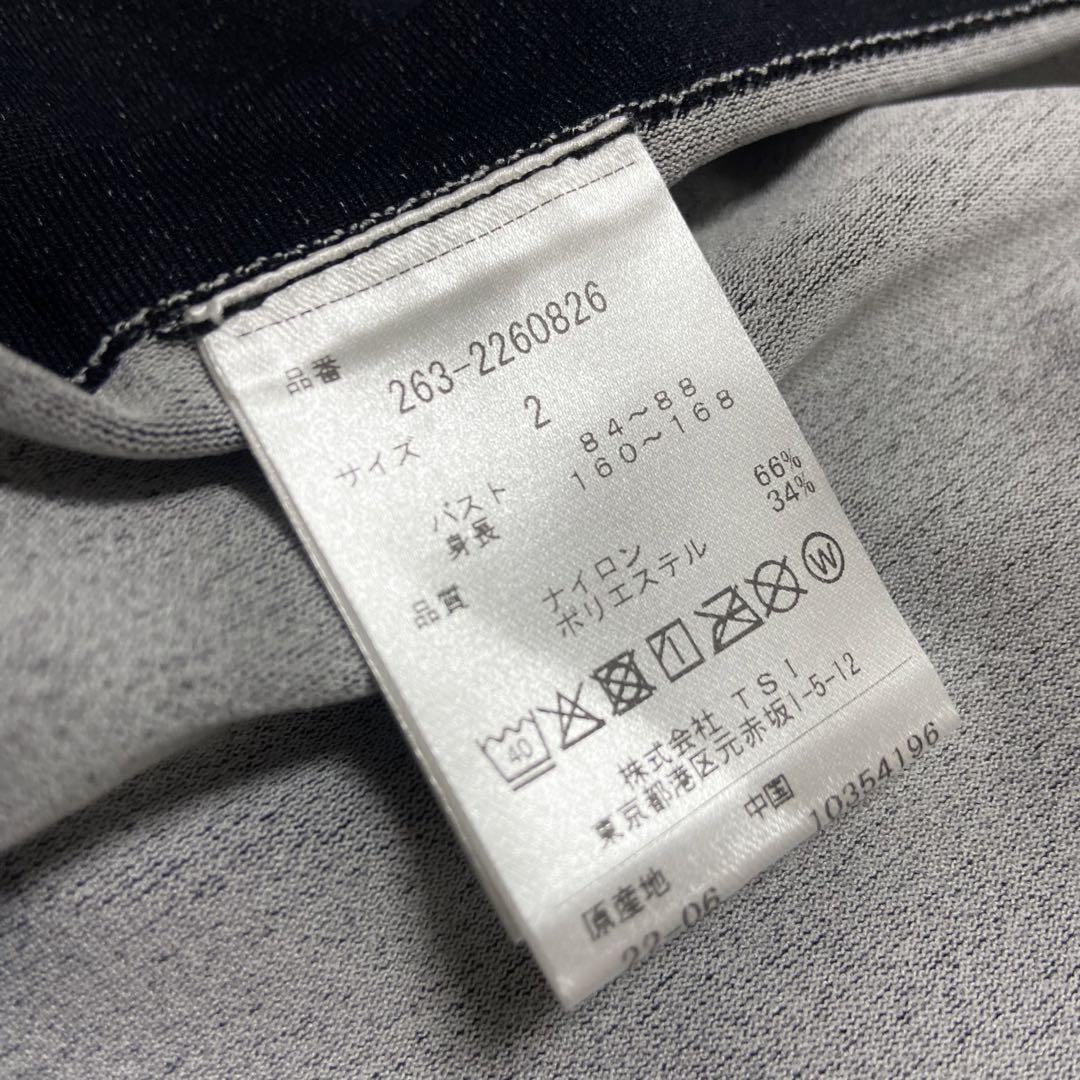 品番 263-2260826
サイズ 2
バスト 84～88
身長 160～168
品質 ナイロン 66%
ポリエステル 34%
40 1 W
株式会社 TSI
東京都港区元赤坂1-5-12
原産地 中国
22-06 10354196